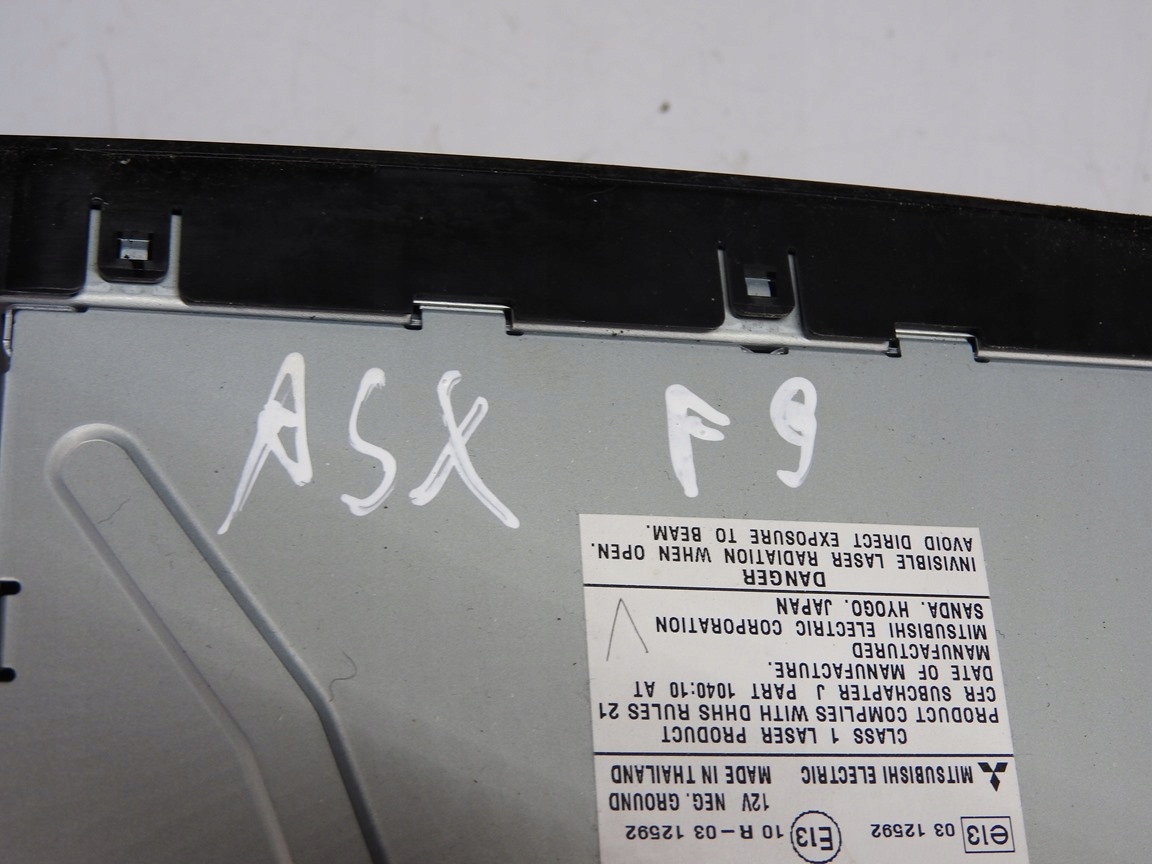 ASX F9
e13 03 12592 E13 10 R-03 12592
12V NEG. GROUND
MITSUBISHI ELECTRIC MADE IN THAILAND
CLASS 1 LASER PRODUCT
PRODUCT COMPLIES WITH DHHS RULES 21
CFR SUBCHAPTER J PART 1040:10 AT
DATE OF MANUFACTURE.
MANUFACTURED
MITSUBISHI ELECTRIC CORPORATION
SANDA. HYOGO. JAPAN
DANGER
INVISIBLE LASER RADIATION WHEN OPEN.
AVOID DIRECT EXPOSURE TO BEAM.